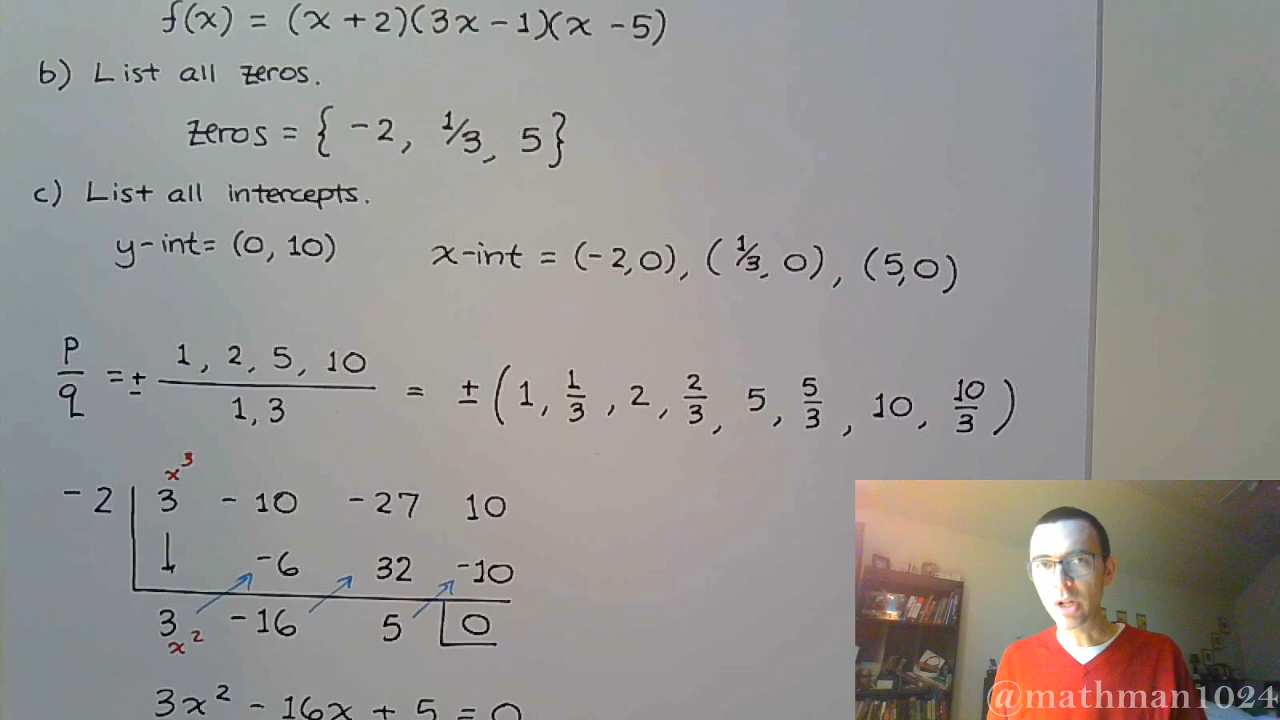 f(x) = (x + 2)(3x - 1)(x - 5)
b) List all zeros.
zeros = { -2, 1/3, 5}
c) List all intercepts.
y-int = (0, 10) x-int = (-2,0), (1/3, 0), (5,0)
p/q = ± 1, 2, 5, 10 / 1, 3 = ± (1, 1/3, 2, 2/3, 5, 5/3, 10, 10/3)
x³
-2 | 3 -10 -27 10
↓ -6 32 -10
3 -16 5 0
x²
3x² - 16x + 5 = 0
@mathman1024